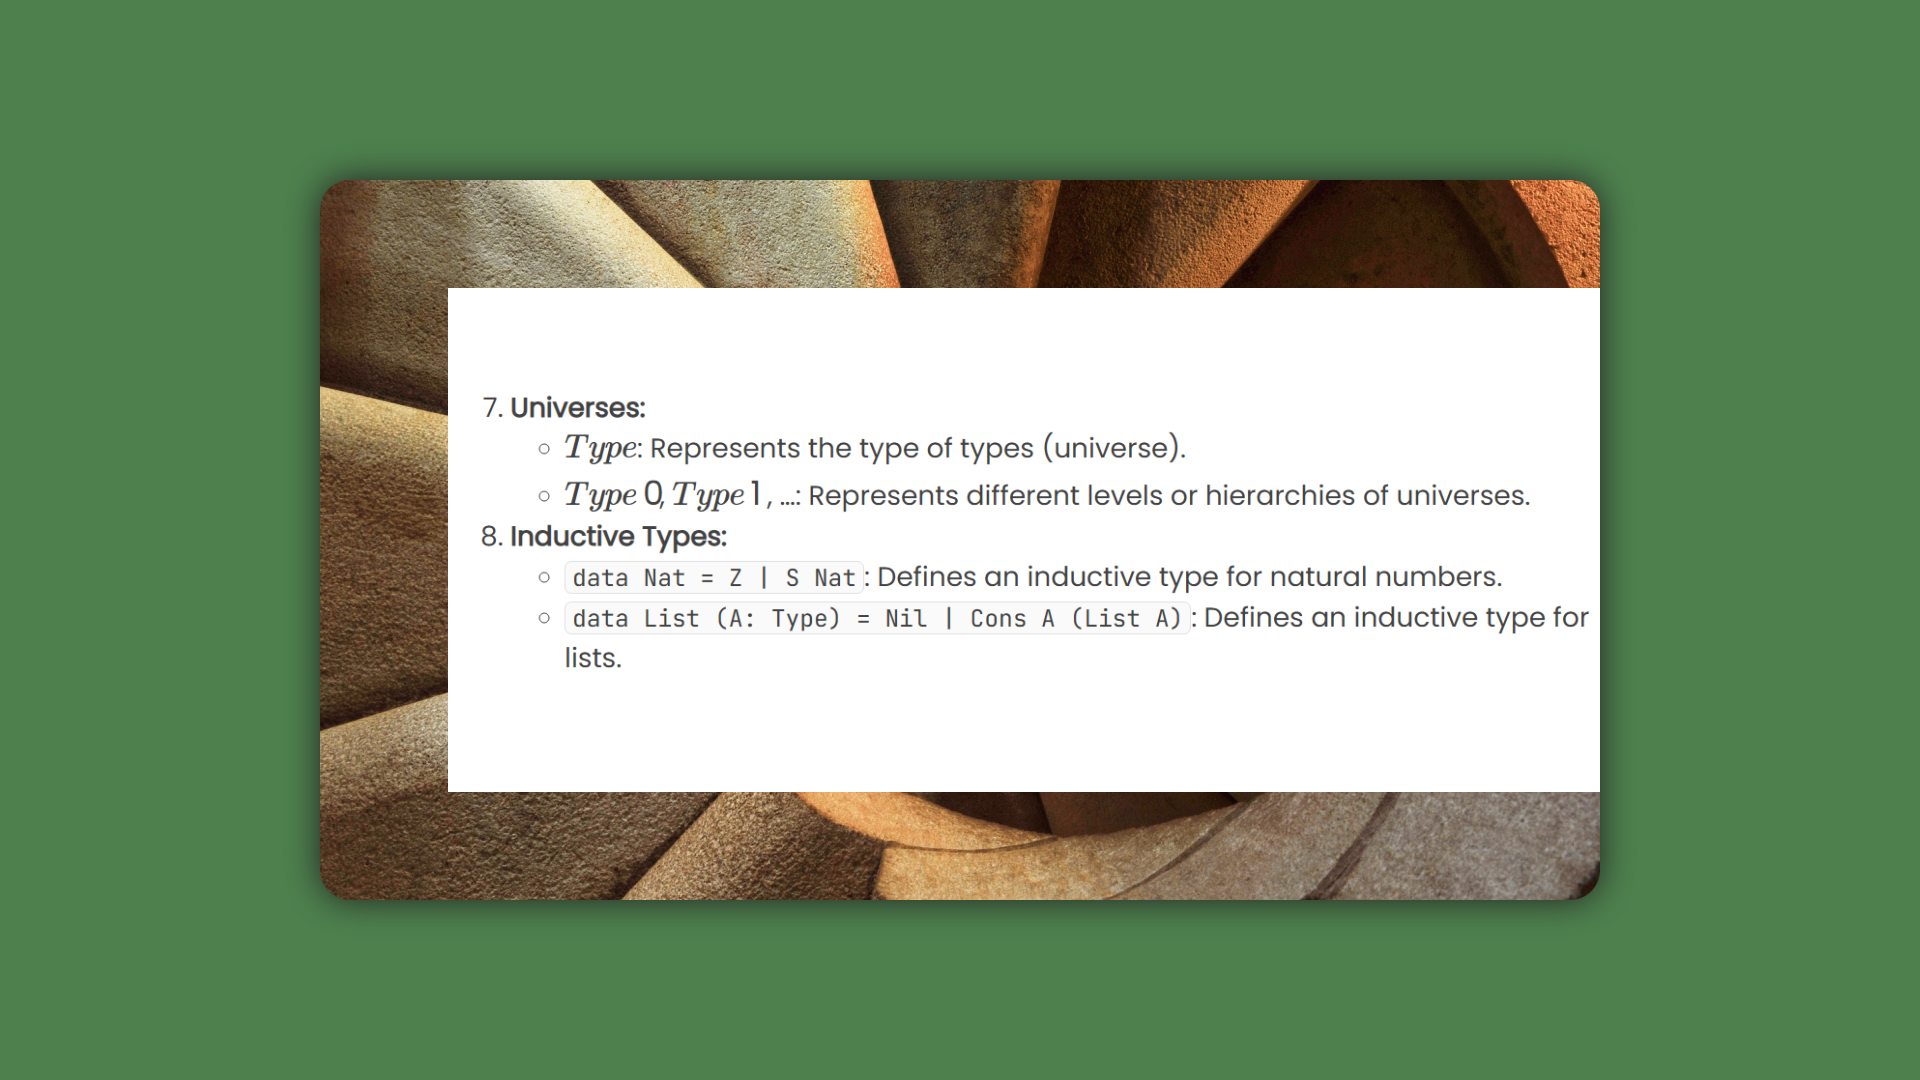 7. Universes:
Type: Represents the type of types (universe).
Type 0, Type 1, ...: Represents different levels or hierarchies of universes.
8. Inductive Types:
data Nat = Z | S Nat: Defines an inductive type for natural numbers.
data List (A: Type) = Nil | Cons A (List A): Defines an inductive type for
lists.